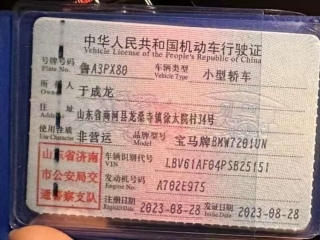 中华人民共和国机动车行驶证
Vehicle License of the People's Republic of China
号牌号码 Plate No. 鲁A3PX80 车辆类型 Vehicle Type 小型轿车
所有人 于成龙
住址 山东省商河县龙桑寺镇徐太院村34号
使用性质 Use Character 非营运 品牌型号 Model 宝马牌BMW7201UN
山东省济南市公安局交通警察支队
车辆识别代号 VIN LBV61AF04PSB25151
发动机号码 Engine No. A702E975
注册日期 2023-08-28 发证日期 Issue Date 2023-08-28